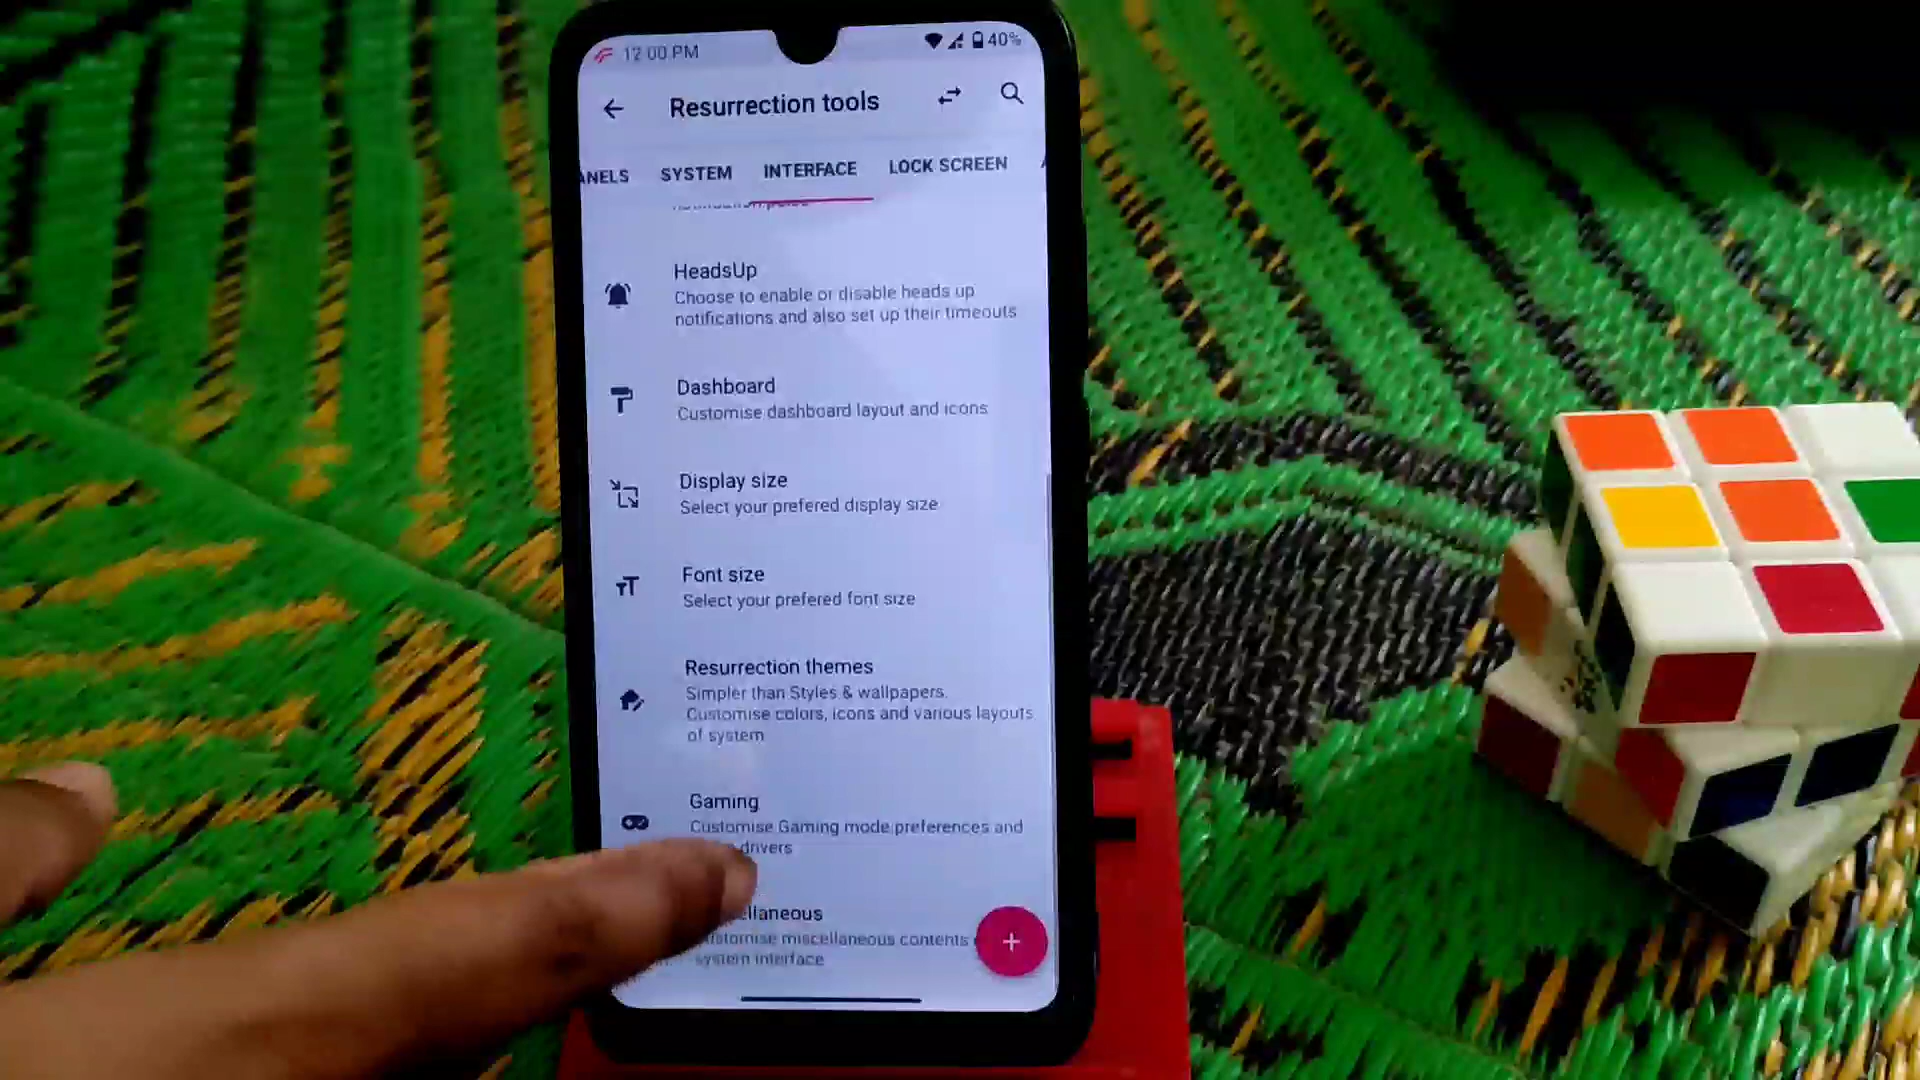 12:00 PM
40%
Resurrection tools
ANELS SYSTEM INTERFACE LOCK SCREEN
HeadsUp
Choose to enable or disable heads up
notifications and also set up their timeouts
Dashboard
Customise dashboard layout and icons
Display size
Select your prefered display size
Font size
Select your prefered font size
Resurrection themes
Simpler than Styles & wallpapers.
Customise colors, icons and various layouts
of system
Gaming
Customise Gaming mode preferences and
drivers
ellaneous
ustomise miscellaneous contents
system interface